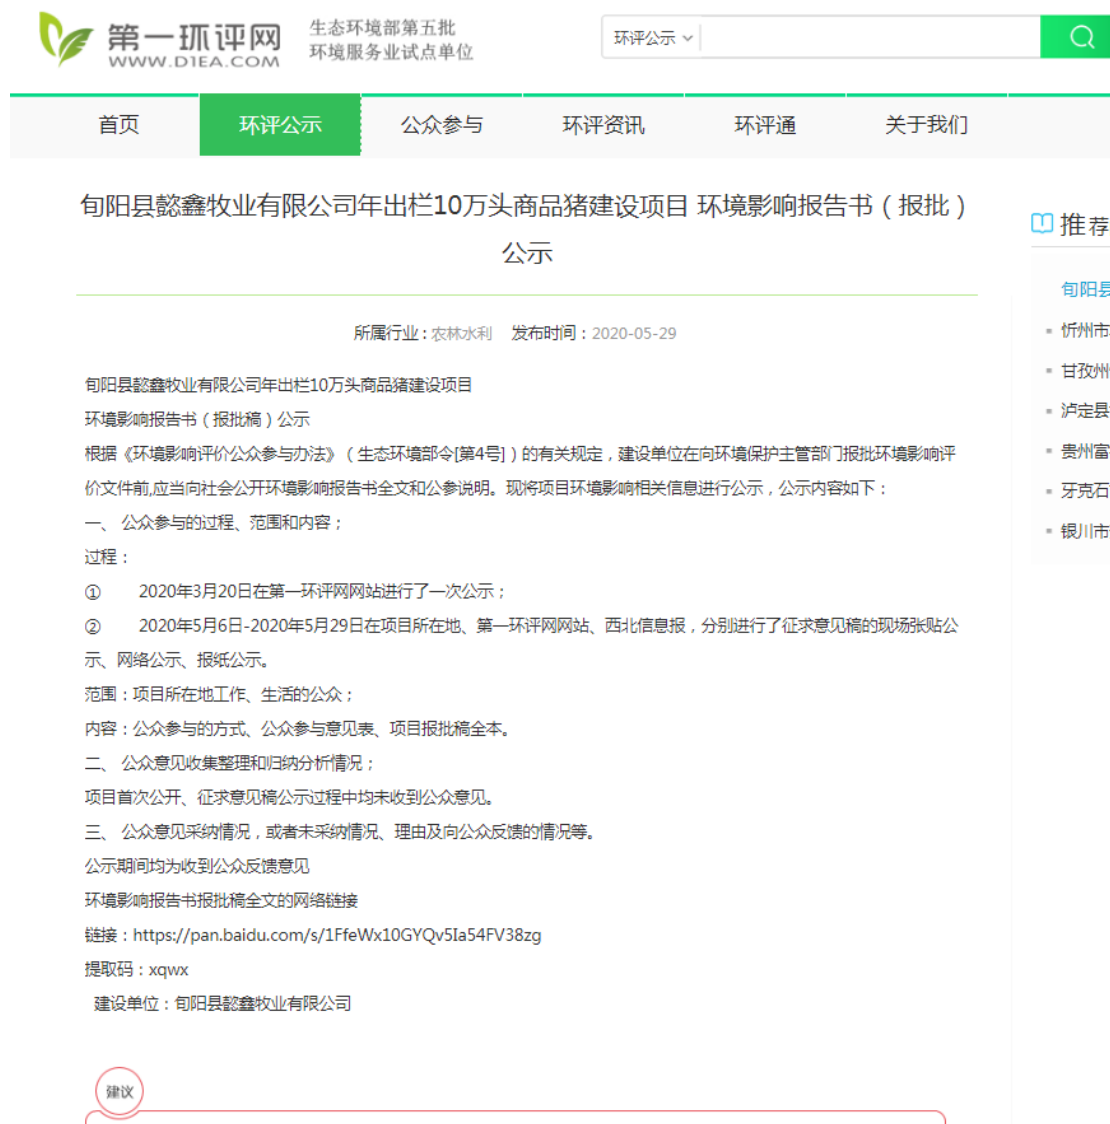 第一环评网
WWW.D1EA.COM
生态环境部第五批
环境服务业试点单位
环评公示
首页
环评公示
公众参与
环评资讯
环评通
关于我们
旬阳县懿鑫牧业有限公司年出栏10万头商品猪建设项目 环境影响报告书（报批）
公示
所属行业：农林水利 发布时间：2020-05-29
旬阳县懿鑫牧业有限公司年出栏10万头商品猪建设项目
环境影响报告书（报批稿）公示
根据《环境影响评价公众参与办法》（生态环境部令[第4号]）的有关规定，建设单位在向环境保护主管部门报批环境影响评
价文件前,应当向社会公开环境影响报告书全文和公参说明。现将项目环境影响相关信息进行公示，公示内容如下：
一、 公众参与的过程、范围和内容；
过程：
① 2020年3月20日在第一环评网网站进行了一次公示；
② 2020年5月6日-2020年5月29日在项目所在地、第一环评网网站、西北信息报，分别进行了征求意见稿的现场张贴公
示、网络公示、报纸公示。
范围：项目所在地工作、生活的公众；
内容：公众参与的方式、公众参与意见表、项目报批稿全本。
二、 公众意见收集整理和归纳分析情况；
项目首次公开、征求意见稿公示过程中均未收到公众意见。
三、 公众意见采纳情况，或者未采纳情况、理由及向公众反馈的情况等。
公示期间均为收到公众反馈意见
环境影响报告书报批稿全文的网络链接
链接：https://pan.baidu.com/s/1FfeWx10GYQv5Ia54FV38zg
提取码：xqwx
建设单位：旬阳县懿鑫牧业有限公司
建议
推荐
旬阳县
忻州市
甘孜州
泸定县
贵州富
牙克石
银川市